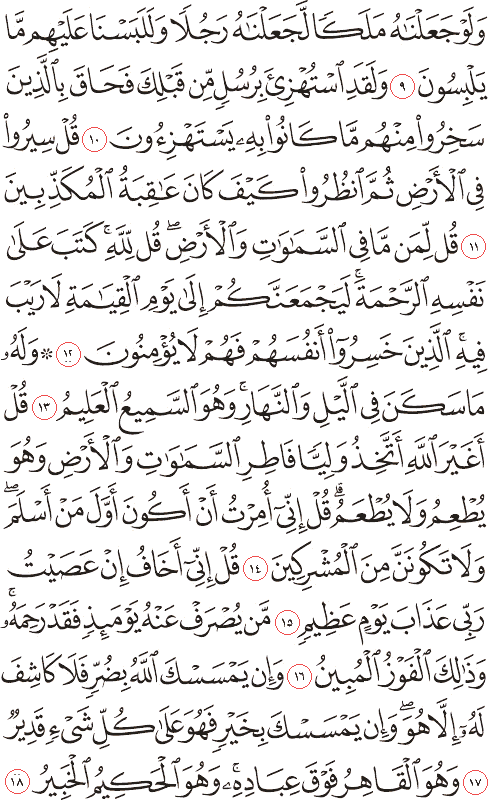 وَلَوۡ جَعَلۡنَٰهُ مَلَكٗا لَّجَعَلۡنَٰهُ رَجُلٗا وَلَلَبَسۡنَا عَلَيۡهِم مَّا
يَلۡبِسُونَ ٩ وَلَقَدِ ٱسۡتُهۡزِئَ بِرُسُلٖ مِّن قَبۡلِكَ فَحَاقَ بِٱلَّذِينَ
سَخِرُواْ مِنۡهُم مَّا كَانُواْ بِهِۦ يَسۡتَهۡزِءُونَ ١٠ قُلۡ سِيرُواْ
فِي ٱلۡأَرۡضِ ثُمَّ ٱنظُرُواْ كَيۡفَ كَانَ عَٰقِبَةُ ٱلۡمُكَذِّبِينَ
١١ قُل لِّمَن مَّا فِي ٱلسَّمَٰوَٰتِ وَٱلۡأَرۡضِۖ قُل لِّلَّهِۚ كَتَبَ عَلَىٰ
نَفۡسِهِ ٱلرَّحۡمَةَۚ لَيَجۡمَعَنَّكُمۡ إِلَىٰ يَوۡمِ ٱلۡقِيَٰمَةِ لَا رَيۡبَ
فِيهِۚ ٱلَّذِينَ خَسِرُوٓاْ أَنفُسَهُمۡ فَهُمۡ لَا يُؤۡمِنُونَ ١٢ ۞ وَلَهُۥ
مَا سَكَنَ فِي ٱلَّيۡلِ وَٱلنَّهَارِۚ وَهُوَ ٱلسَّمِيعُ ٱلۡعَلِيمُ ١٣ قُلۡ
أَغَيۡرَ ٱللَّهِ أَتَّخِذُ وَلِيّٗا فَاطِرِ ٱلسَّمَٰوَٰتِ وَٱلۡأَرۡضِ وَهُوَ
يُطۡعِمُ وَلَا يُطۡعَمُۗ قُلۡ إِنِّيٓ أُمِرۡتُ أَنۡ أَكُونَ أَوَّلَ مَنۡ أَسۡلَمَۖ
وَلَا تَكُونَنَّ مِنَ ٱلۡمُشۡرِكِينَ ١٤ قُلۡ إِنِّيٓ أَخَافُ إِنۡ عَصَيۡتُ
رَبِّي عَذَابَ يَوۡمٍ عَظِيمٖ ١٥ مَّن يُصۡرَفۡ عَنۡهُ يَوۡمَئِذٖ فَقَدۡ رَحِمَهُۥۚ
وَذَٰلِكَ ٱلۡفَوۡزُ ٱلۡمُبِينُ ١٦ وَإِن يَمۡسَسۡكَ ٱللَّهُ بِضُرّٖ فَلَا كَاشِفَ
لَهُۥٓ إِلَّا هُوَۖ وَإِن يَمۡسَسۡكَ بِخَيۡرٖ فَهُوَ عَلَىٰ كُلِّ شَيۡءٖ قَدِيرٞ
١٧ وَهُوَ ٱلۡقَاهِرُ فَوۡقَ عِبَادِهِۦۚ وَهُوَ ٱلۡحَكِيمُ ٱلۡخَبِيرُ ١٨